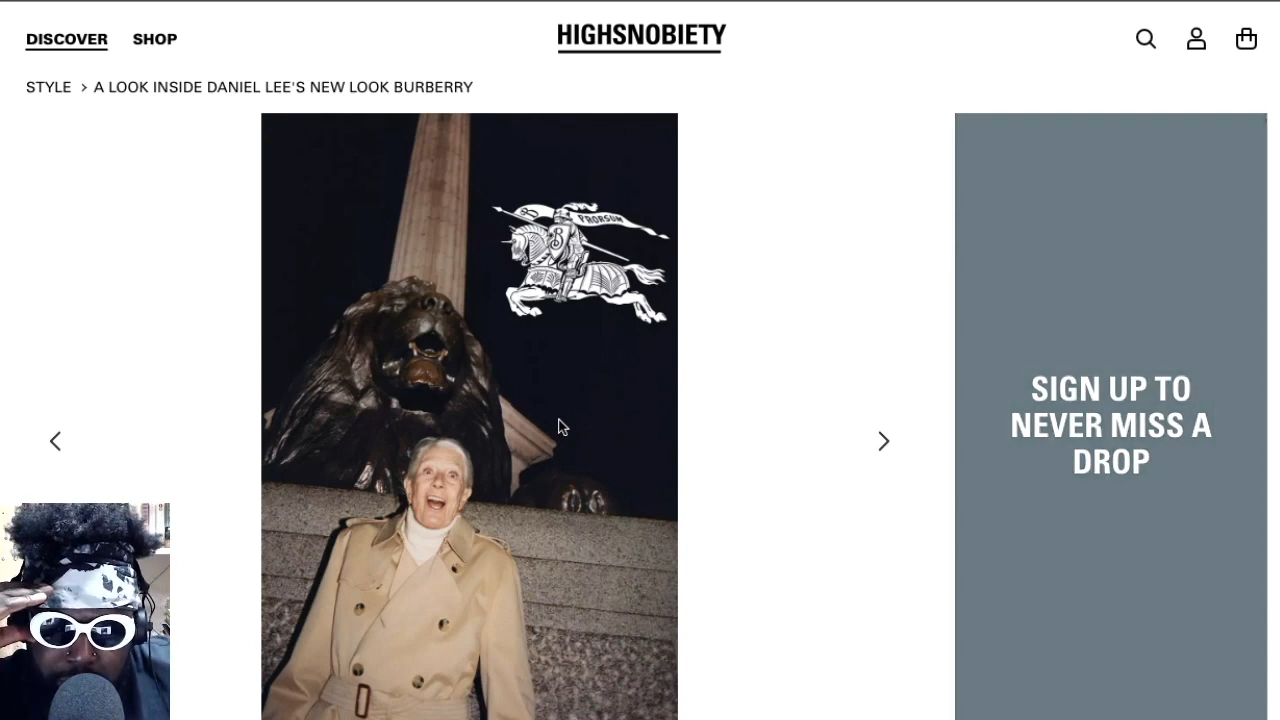 DISCOVER SHOP HIGHSNOBIETY
STYLE > A LOOK INSIDE DANIEL LEE'S NEW LOOK BURBERRY
PRORSUM
SIGN UP TO
NEVER MISS A
DROP